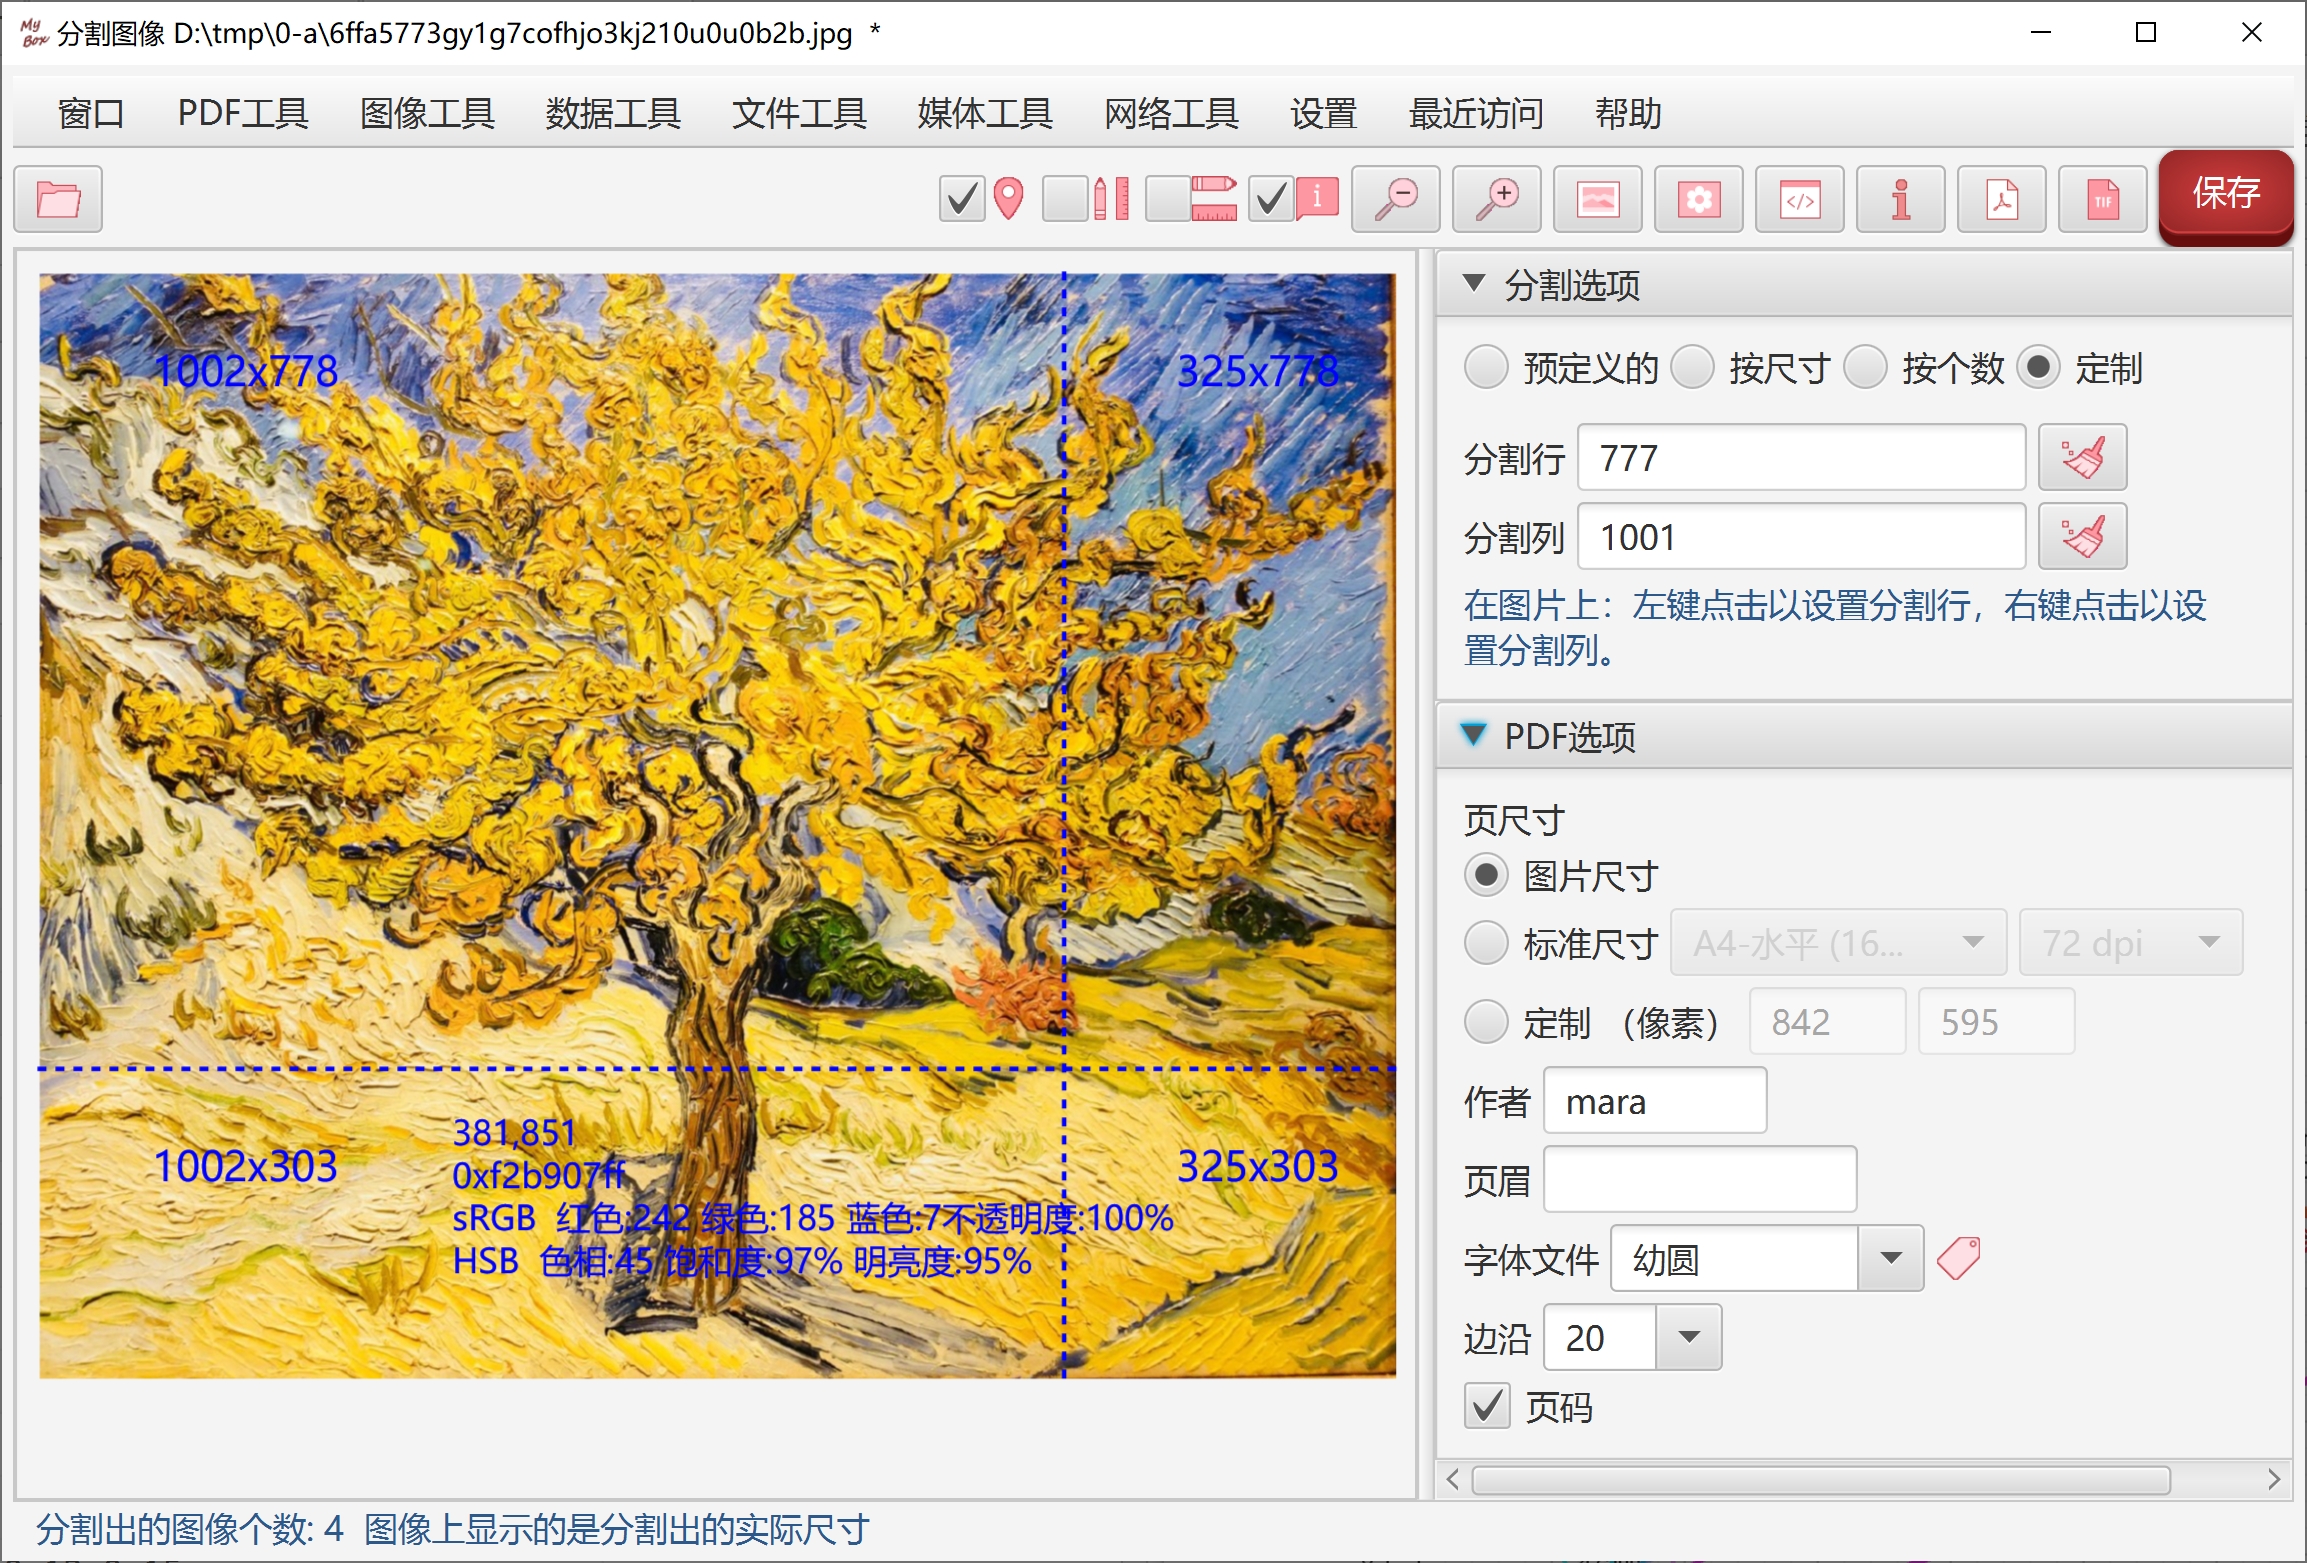 My Box 分割图像 D:\tmp\0-a\6ffa5773gy1g7cofhjo3kj210u0u0b2b.jpg *
窗口 PDF工具 图像工具 数据工具 文件工具 媒体工具 网络工具 设置 最近访问 帮助
TIF 保存
分割选项
预定义的 按尺寸 按个数 定制
分割行 777
分割列 1001
在图片上：左键点击以设置分割行，右键点击以设
置分割列。
PDF选项
页尺寸
图片尺寸
标准尺寸 A4-水平 (16... 72 dpi
定制 （像素） 842 595
作者 mara
页眉
字体文件 幼圆
边沿 20
页码
1002x778 325x778
1002x303 325x303
381,851
0xf2b907ff
sRGB 红色:242 绿色:185 蓝色:7不透明度:100%
HSB 色相:45 饱和度:97% 明亮度:95%
分割出的图像个数: 4 图像上显示的是分割出的实际尺寸